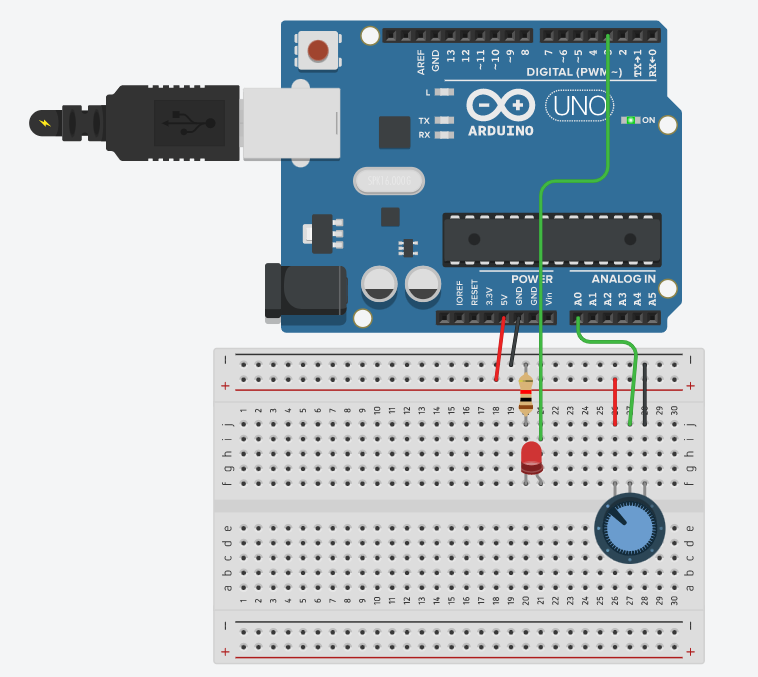 AREF
GND
13
12
~11
~10
~9
8
7
~6
~5
4
2
TX→1
RX←0
DIGITAL (PWM~)
L
TX
RX
UNO
ARDUINO
ON
POWER
ANALOG IN
IOREF
RESET
3.3V
5V
GND
GND
Vin
A0
A1
A2
A3
A4
A5
− −
+ +
1 2 3 4 5 6 7 8 9 10 11 12 13 14 15 16 17 18 19 20 21 22 23 24 25 26 27 28 29 30
j j
i i
h h
g g
f f
e e
d d
c c
b b
a a
1 2 3 4 5 6 7 8 9 10 11 12 13 14 15 16 17 18 19 20 21 22 23 24 25 26 27 28 29 30
− −
+ +